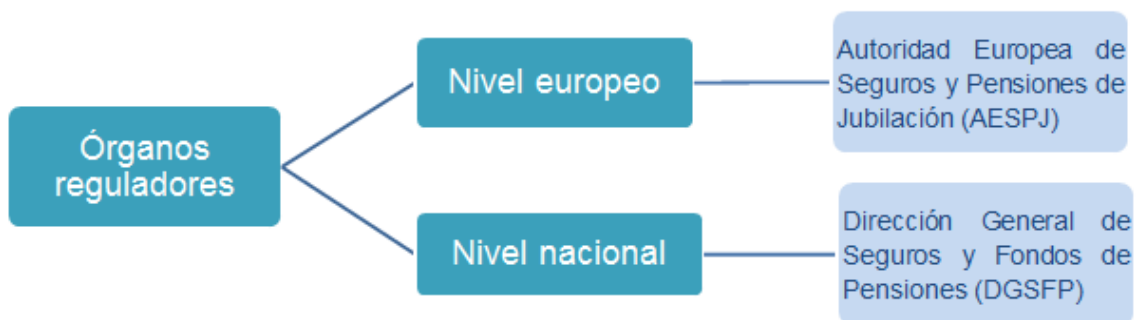 Órganos
reguladores
Nivel europeo
Autoridad Europea de
Seguros y Pensiones de
Jubilación (AESPJ)
Nivel nacional
Dirección General de
Seguros y Fondos de
Pensiones (DGSFP)